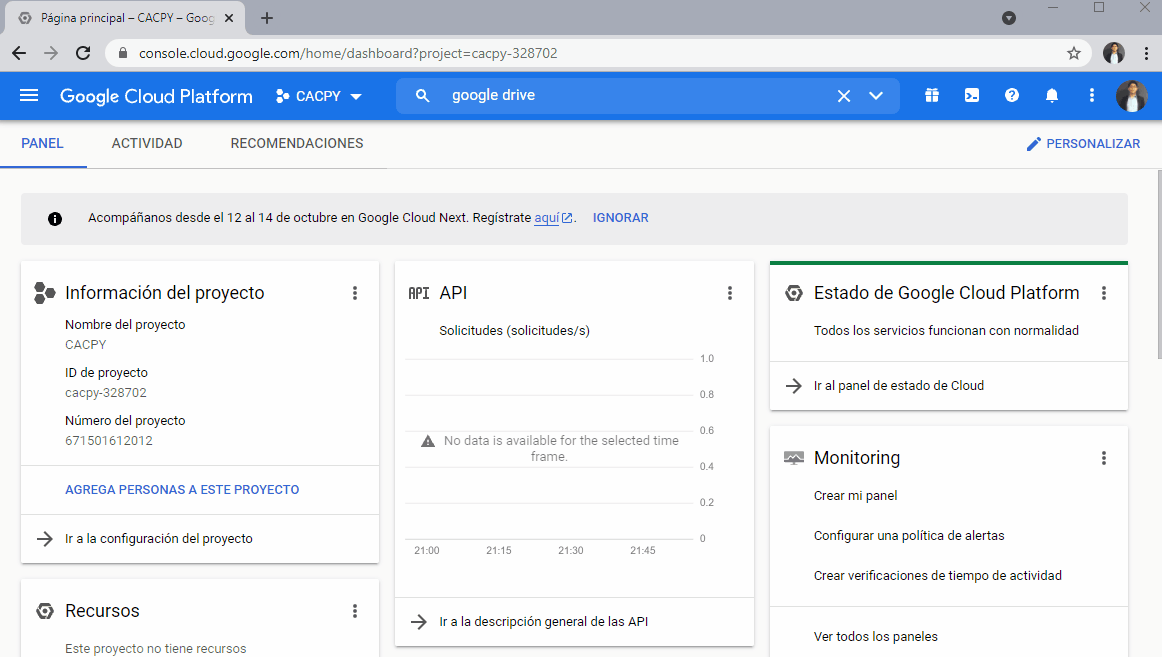 Página principal – CACPY – Goog
console.cloud.google.com/home/dashboard?project=cacpy-328702
Google Cloud Platform
CACPY
google drive
PANEL
ACTIVIDAD
RECOMENDACIONES
PERSONALIZAR
Acompáñanos desde el 12 al 14 de octubre en Google Cloud Next. Regístrate aquí. IGNORAR
Información del proyecto
Nombre del proyecto
CACPY
ID de proyecto
cacpy-328702
Número del proyecto
671501612012
AGREGA PERSONAS A ESTE PROYECTO
Ir a la configuración del proyecto
Recursos
Este proyecto no tiene recursos
API API
Solicitudes (solicitudes/s)
1.0
0.8
0.6
No data is available for the selected time
frame.
0.4
0.2
0
21:00 21:15 21:30 21:45
Ir a la descripción general de las API
Estado de Google Cloud Platform
Todos los servicios funcionan con normalidad
Ir al panel de estado de Cloud
Monitoring
Crear mi panel
Configurar una política de alertas
Crear verificaciones de tiempo de actividad
Ver todos los paneles